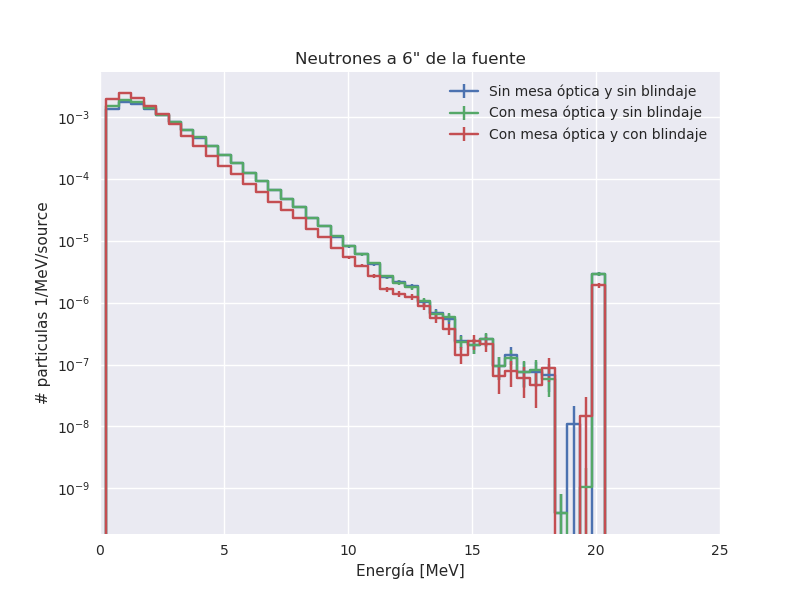 Neutrones a 6" de la fuente
Sin mesa óptica y sin blindaje
Con mesa óptica y sin blindaje
Con mesa óptica y con blindaje
# particulas 1/MeV/source
10⁻³
10⁻⁴
10⁻⁵
10⁻⁶
10⁻⁷
10⁻⁸
10⁻⁹
0 5 10 15 20 25
Energía [MeV]